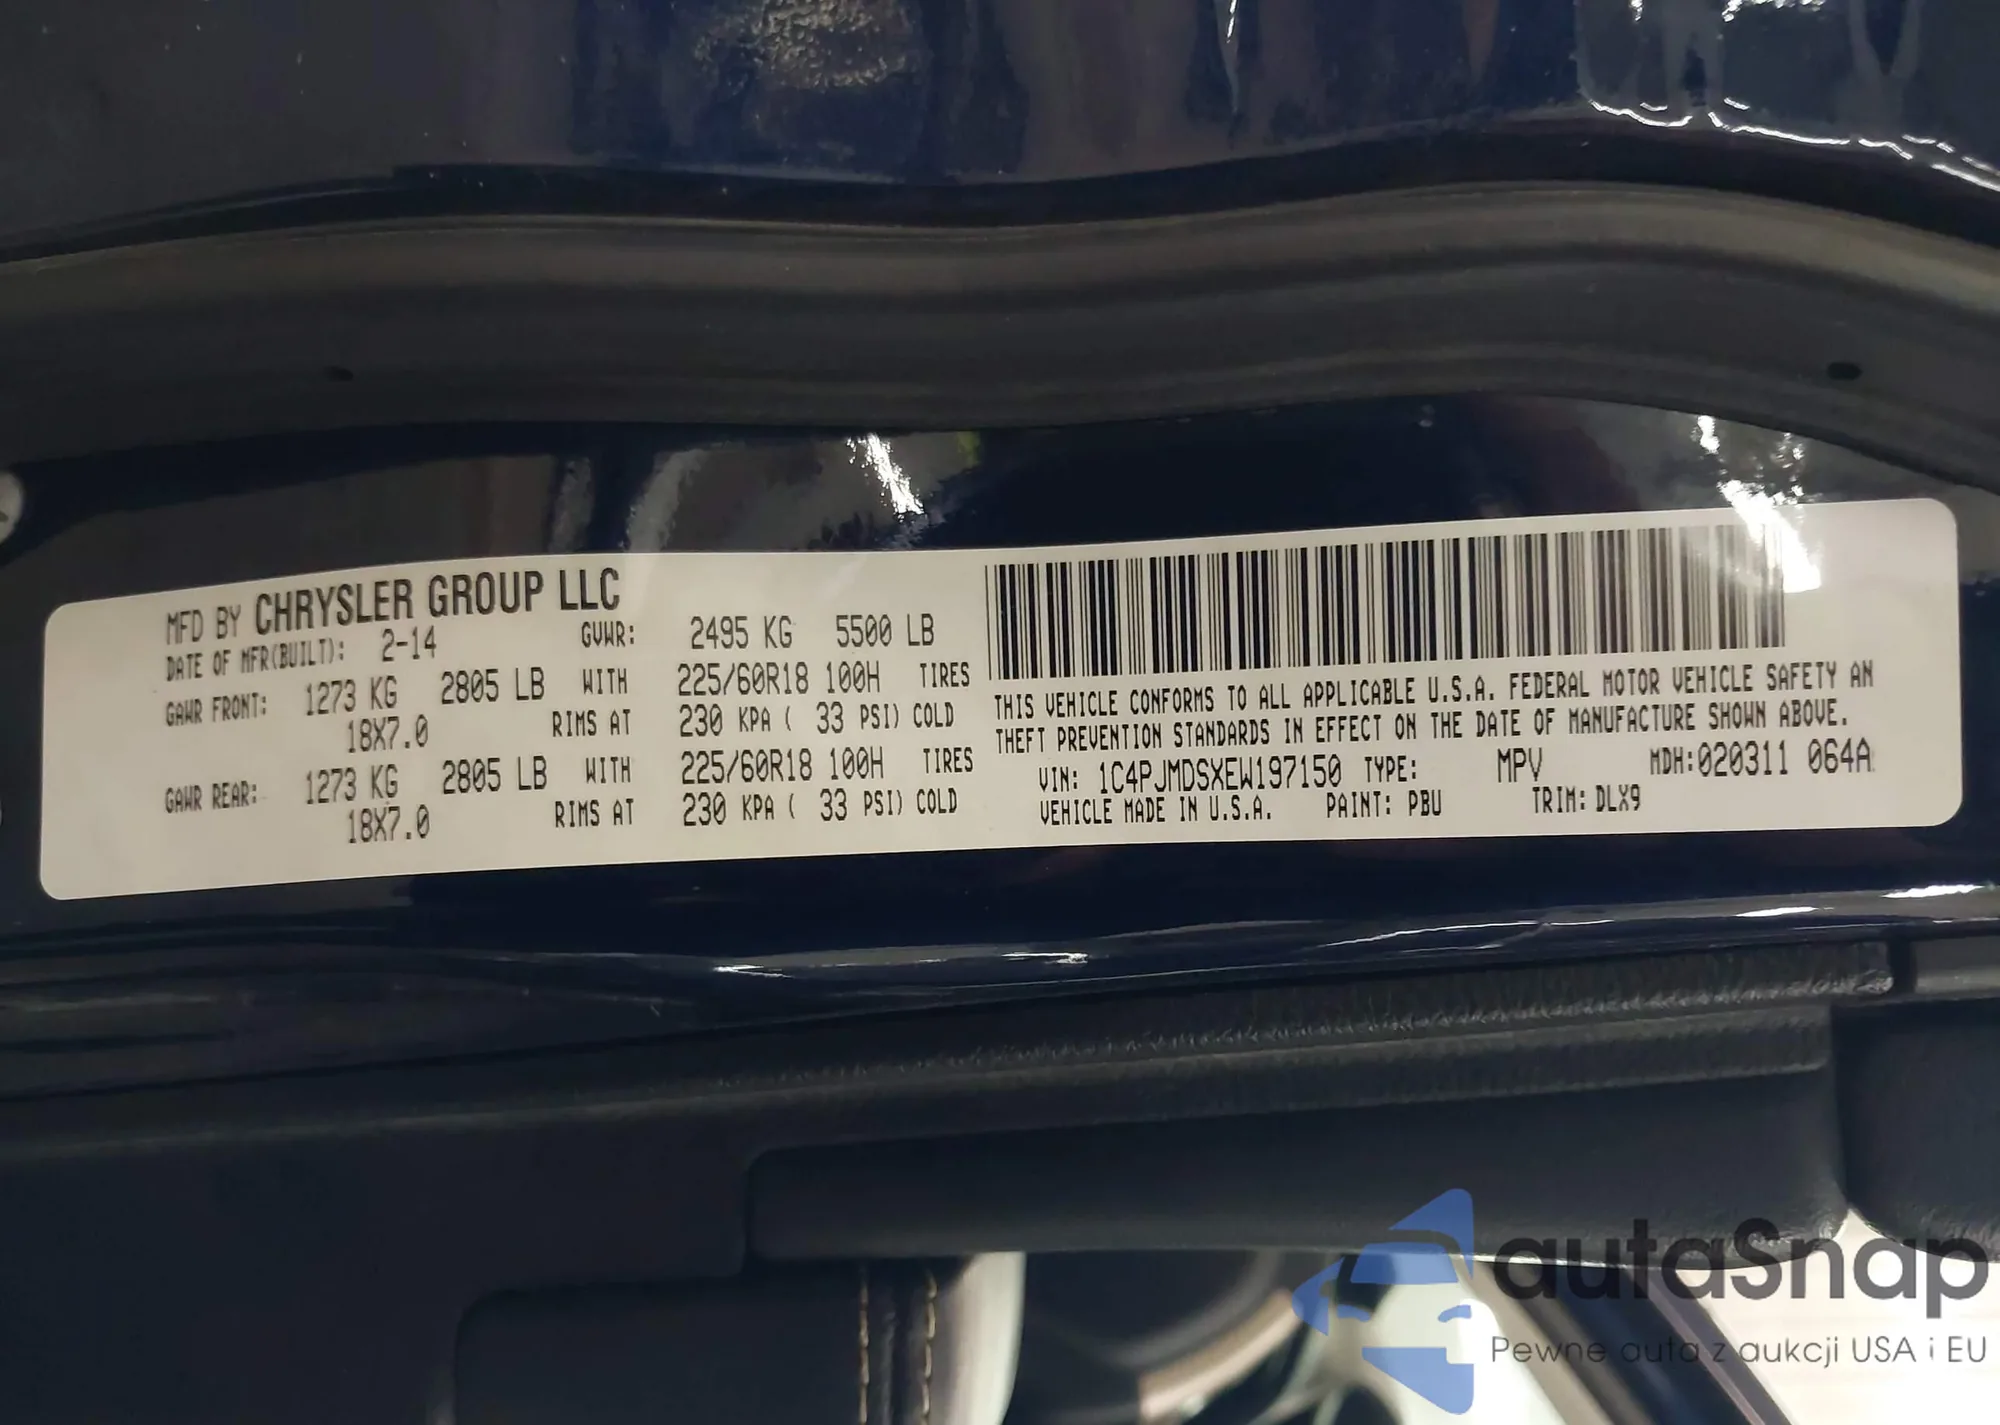 MFD BY CHRYSLER GROUP LLC
DATE OF MFR(BUILT): 2-14 GVWR: 2495 KG 5500 LB
GAWR FRONT: 1273 KG 2805 LB WITH 225/60R18 100H TIRES
18X7.0 RIMS AT 230 KPA ( 33 PSI) COLD
GAWR REAR: 1273 KG 2805 LB WITH 225/60R18 100H TIRES
18X7.0 RIMS AT 230 KPA ( 33 PSI) COLD
THIS VEHICLE CONFORMS TO ALL APPLICABLE U.S.A. FEDERAL MOTOR VEHICLE SAFETY AN
THEFT PREVENTION STANDARDS IN EFFECT ON THE DATE OF MANUFACTURE SHOWN ABOVE.
VIN: 1C4PJMDSXEW197150 TYPE: MPV MDH:020311 064A
VEHICLE MADE IN U.S.A. PAINT: PBU TRIM: DLX9
autaSnap
Pewne auta z aukcji USA i EU